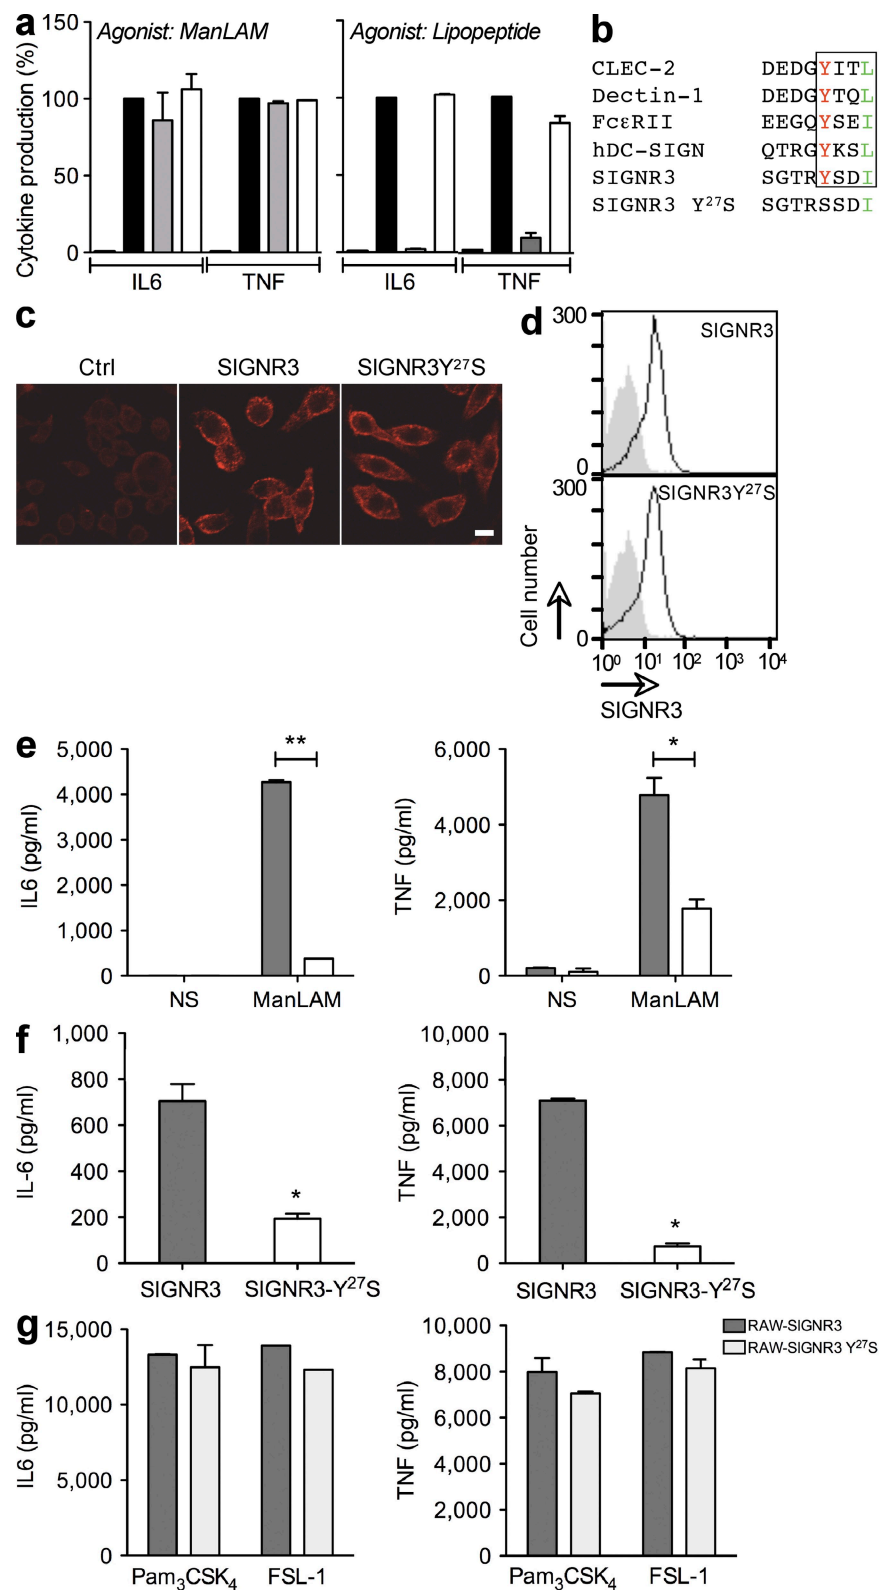 a
Cytokine production (%)
150
100
50
0
Agonist: ManLAM
Agonist: Lipopeptide
IL6
TNF
IL6
TNF
b
CLEC-2 DEDGYITL
Dectin-1 DEDGYTQL
FcεRII EEGQYSEI
hDC-SIGN QTRGYKSL
SIGNR3 SGTRYSDI
SIGNR3 Y²⁷S SGTRSSDI
c
Ctrl
SIGNR3
SIGNR3Y²⁷S
d
300
SIGNR3
0
300
SIGNR3Y²⁷S
0
Cell number
10⁰ 10¹ 10² 10³ 10⁴
SIGNR3
e
IL6 (pg/ml)
5,000
4,000
3,000
2,000
1,000
0
**
NS
ManLAM
TNF (pg/ml)
6,000
4,000
2,000
0
*
NS
ManLAM
f
IL-6 (pg/ml)
1,000
800
600
400
200
0
*
SIGNR3
SIGNR3-Y²⁷S
TNF (pg/ml)
10,000
8,000
6,000
4,000
2,000
0
*
SIGNR3
SIGNR3-Y²⁷S
g
IL6 (pg/ml)
15,000
10,000
5,000
0
Pam₃CSK₄
FSL-1
TNF (pg/ml)
10,000
8,000
6,000
4,000
2,000
0
Pam₃CSK₄
FSL-1
RAW-SIGNR3
RAW-SIGNR3 Y²⁷S